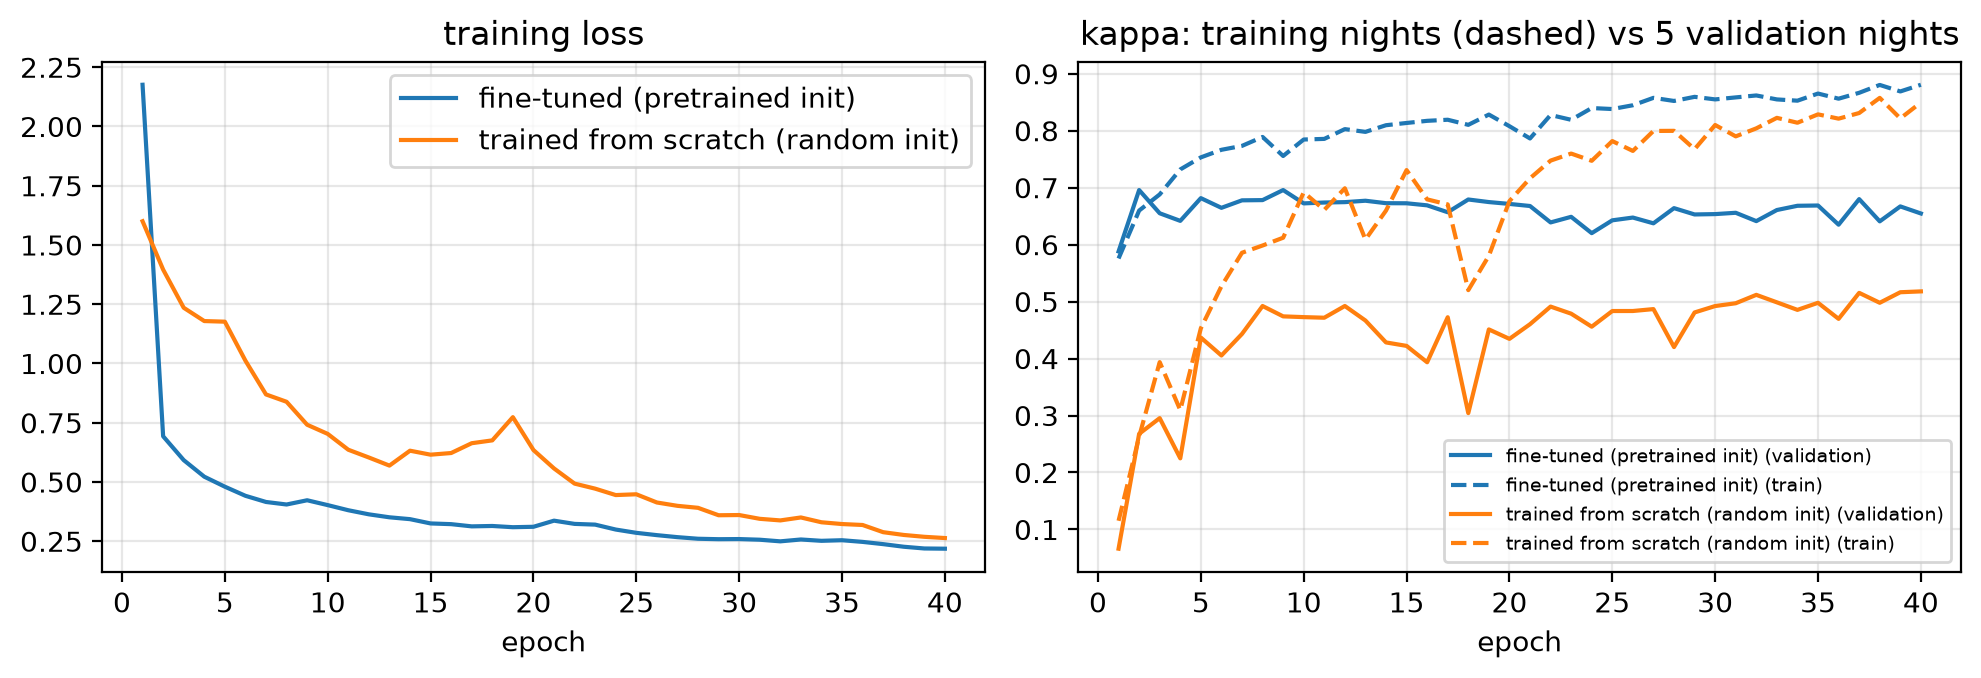 training loss
2.25
2.00
1.75
1.50
1.25
1.00
0.75
0.50
0.25
0 5 10 15 20 25 30 35 40
epoch
fine-tuned (pretrained init)
trained from scratch (random init)
kappa: training nights (dashed) vs 5 validation nights
0.9
0.8
0.7
0.6
0.5
0.4
0.3
0.2
0.1
0 5 10 15 20 25 30 35 40
epoch
fine-tuned (pretrained init) (validation)
fine-tuned (pretrained init) (train)
trained from scratch (random init) (validation)
trained from scratch (random init) (train)